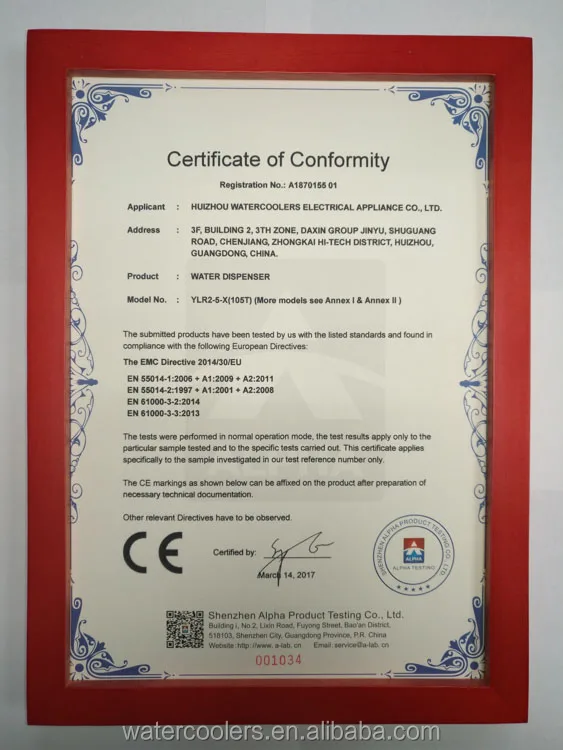 Certificate of Conformity
Registration No.: A1870155 01
Applicant : HUIZHOU WATERCOOLERS ELECTRICAL APPLIANCE CO., LTD.
Address : 3F, BUILDING 2, 3TH ZONE, DAXIN GROUP JINYU, SHUGUANG
ROAD, CHENJIANG, ZHONGKAI HI-TECH DISTRICT, HUIZHOU,
GUANGDONG, CHINA.
Product : WATER DISPENSER
Model No. : YLR2-5-X(105T) (More models see Annex I & Annex II )
The submitted products have been tested by us with the listed standards and found in
compliance with the following European Directives:
The EMC Directive 2014/30/EU
EN 55014-1:2006 + A1:2009 + A2:2011
EN 55014-2:1997 + A1:2001 + A2:2008
EN 61000-3-2:2014
EN 61000-3-3:2013
The tests were performed in normal operation mode, the test results apply only to the
particular sample tested and to the specific tests carried out. This certificate applies
specifically to the sample investigated in our test reference number only.
The CE markings as shown below can be affixed on the product after preparation of
necessary technical documentation.
Other relevant Directives have to be observed.
CE
Certified by:
March 14, 2017
SHENZHEN ALPHA PRODUCT TESTING CO., LTD.
ALPHA
ALPHA TESTING
Shenzhen Alpha Product Testing Co., Ltd.
Building i, No.2, Lixin Road, Fuyong Street, Bao'an District,
518103, Shenzhen City, Guangdong Province, P.R. China
Website: http://www. a-lab. cn Email: service@a-lab. cn
001034
watercoolers.en.alibaba.com